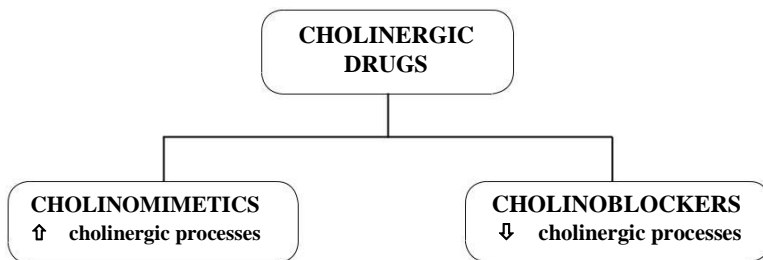 CHOLINERGIC
DRUGS
CHOLINOMIMETICS
⇧ cholinergic processes
CHOLINOBLOCKERS
⇩ cholinergic processes